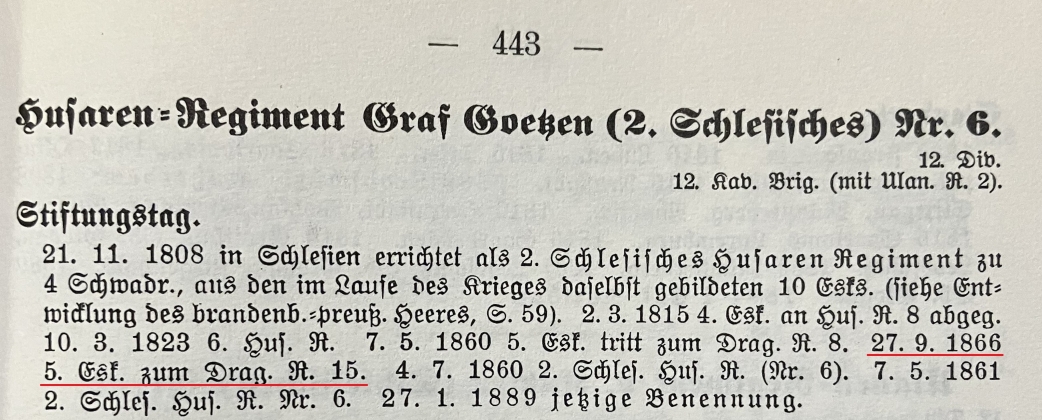 — 443 —
Husaren-Regiment Graf Goetzen (2. Schlesisches) Nr. 6.
12. Div.
12. Kav. Brig. (mit Ulan. R. 2).
Stiftungstag.
21. 11. 1808 in Schlesien errichtet als 2. Schlesisches Husaren Regiment zu
4 Schwadr., aus den im Laufe des Krieges daselbst gebildeten 10 Esks. (siehe Ent-
wicklung des brandenb.-preuß. Heeres, S. 59). 2. 3. 1815 4. Esk. an Hus. R. 8 abgeg.
10. 3. 1823 6. Hus. R. 7. 5. 1860 5. Esk. tritt zum Drag. R. 8. 27. 9. 1866
5. Esk. zum Drag. R. 15. 4. 7. 1860 2. Schles. Hus. R. (Nr. 6). 7. 5. 1861
2. Schles. Hus. R. Nr. 6. 27. 1. 1889 jetzige Benennung.